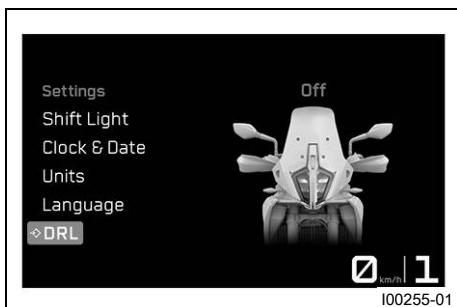 Settings
Off
Shift Light
Clock & Date
Units
Language
DRL
0 km/h 1
I00255-01